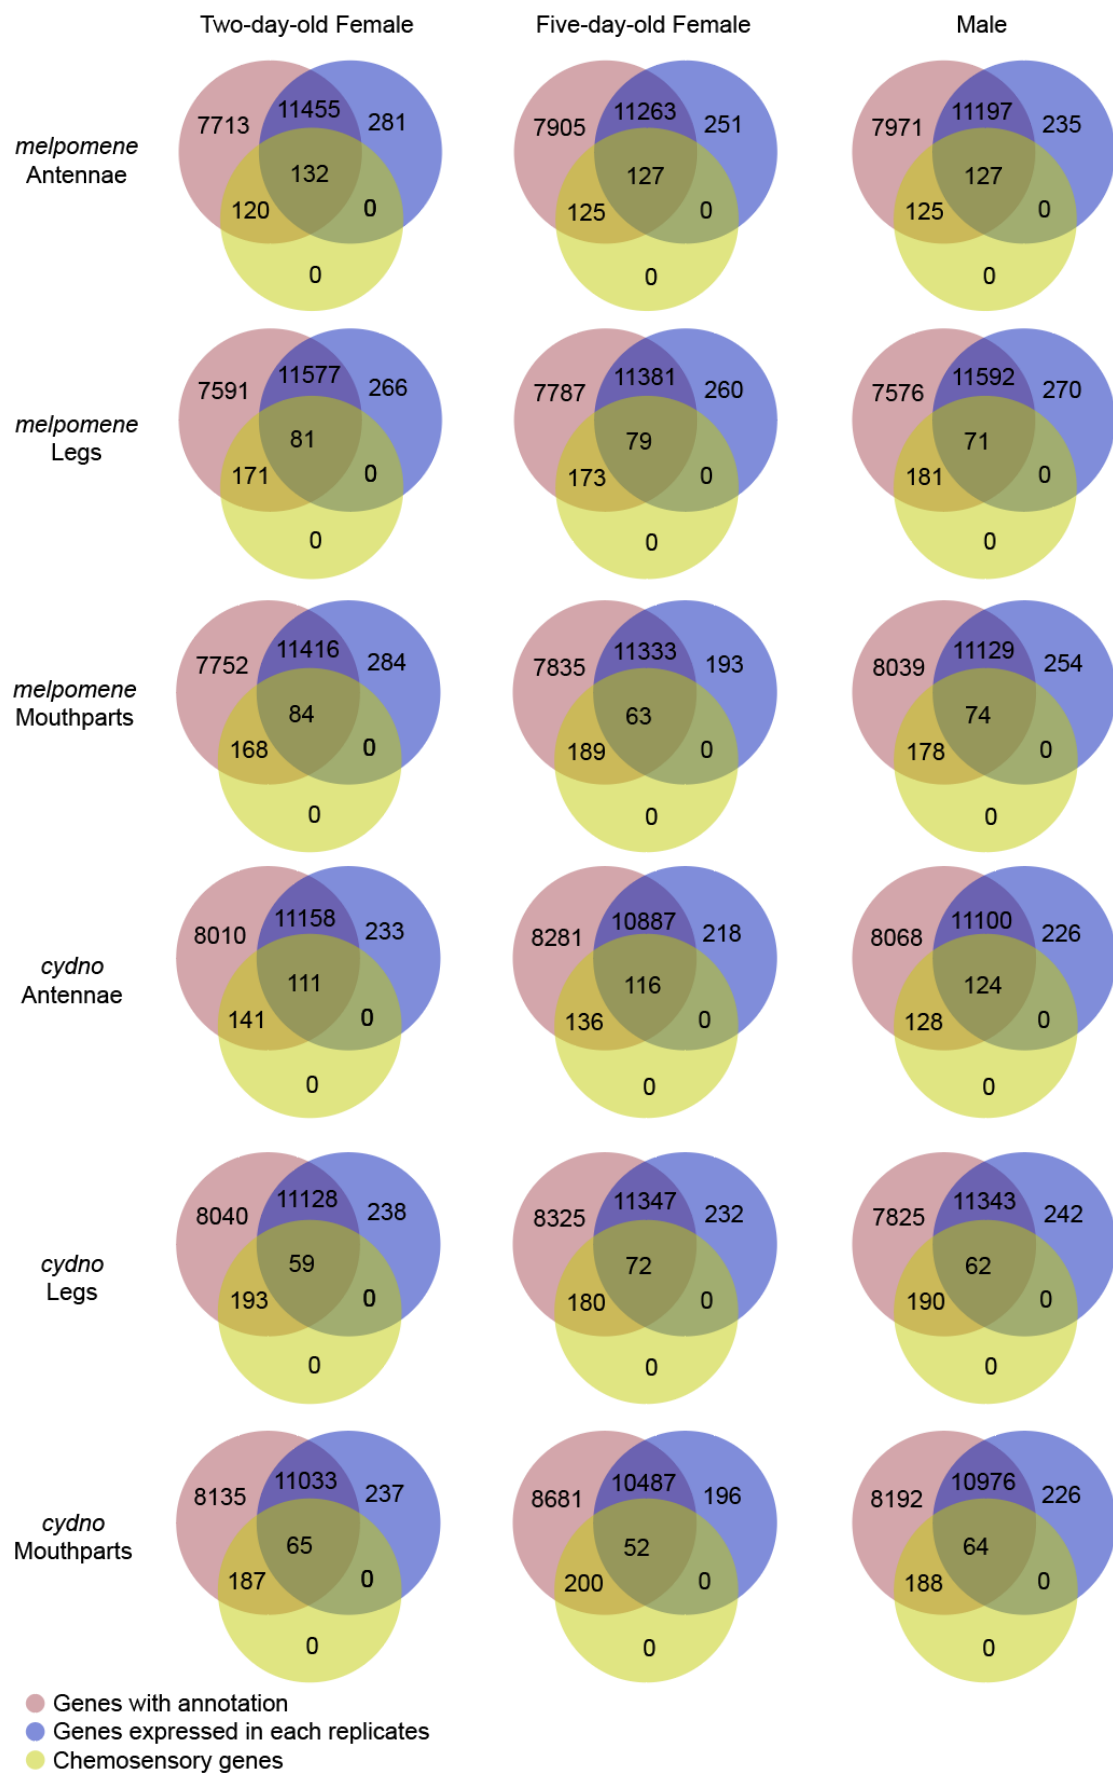 Two-day-old Female Five-day-old Female Male
melpomene
Antennae
7713 11455 281
132
120 0
0
7905 11263 251
127
125 0
0
7971 11197 235
127
125 0
0
melpomene
Legs
7591 11577 266
81
171 0
0
7787 11381 260
79
173 0
0
7576 11592 270
71
181 0
0
melpomene
Mouthparts
7752 11416 284
84
168 0
0
7835 11333 193
63
189 0
0
8039 11129 254
74
178 0
0
cydno
Antennae
8010 11158 233
111
141 0
0
8281 10887 218
116
136 0
0
8068 11100 226
124
128 0
0
cydno
Legs
8040 11128 238
59
193 0
0
8325 11347 232
72
180 0
0
7825 11343 242
62
190 0
0
cydno
Mouthparts
8135 11033 237
65
187 0
0
8681 10487 196
52
200 0
0
8192 10976 226
64
188 0
0
Genes with annotation
Genes expressed in each replicates
Chemosensory genes